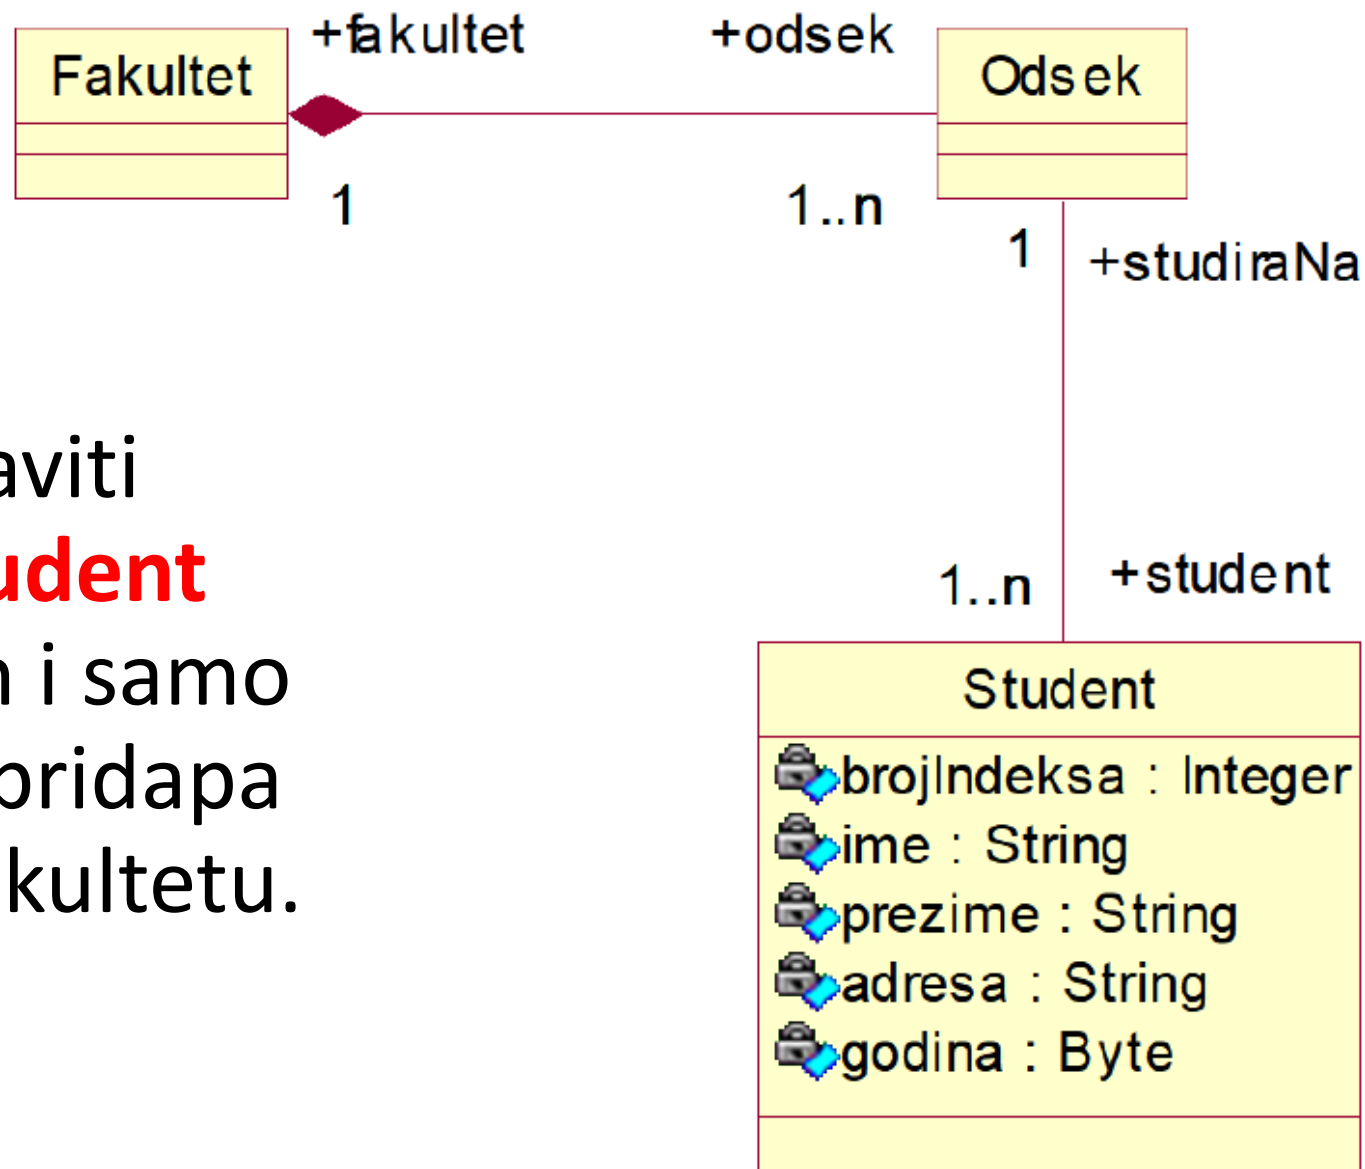 +fakultet
+odsek
Fakultet
Odsek
1
1..n
1
+studiraNa
aviti
udent
i samo
pridapa
kultetu.
1..n
+student
Student
brojIndeksa : Integer
ime : String
prezime : String
adresa : String
godina : Byte